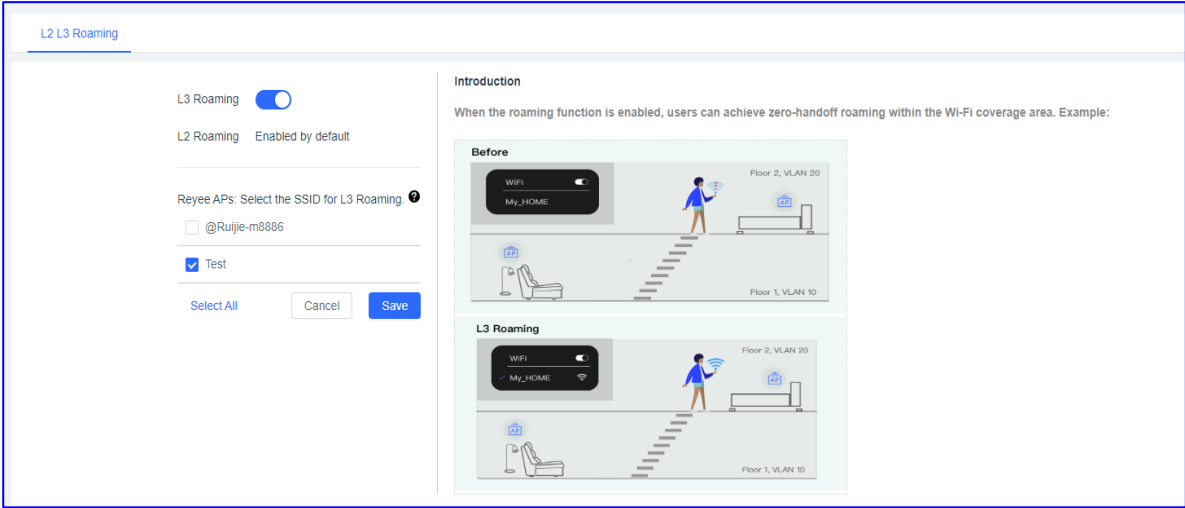 L2 L3 Roaming
L3 Roaming
L2 Roaming Enabled by default
Reyee APs: Select the SSID for L3 Roaming. ?
@Ruijie-m8886
Test
Select All Cancel Save
Introduction
When the roaming function is enabled, users can achieve zero-handoff roaming within the Wi-Fi coverage area. Example:
Before
WiFi
My_HOME
Floor 2, VLAN 20
AP
AP
Floor 1, VLAN 10
L3 Roaming
WiFi
My_HOME
Floor 2, VLAN 20
AP
AP
Floor 1, VLAN 10